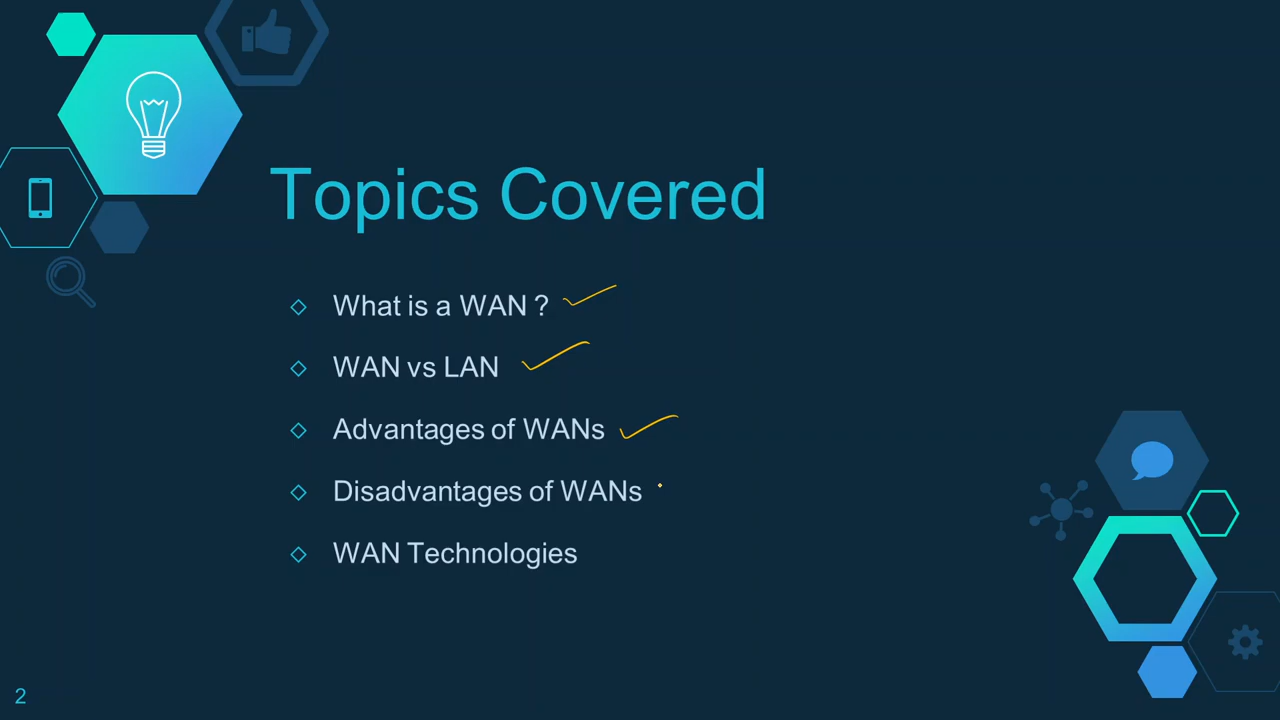 Topics Covered
What is a WAN ?
WAN vs LAN
Advantages of WANs
Disadvantages of WANs
WAN Technologies
2